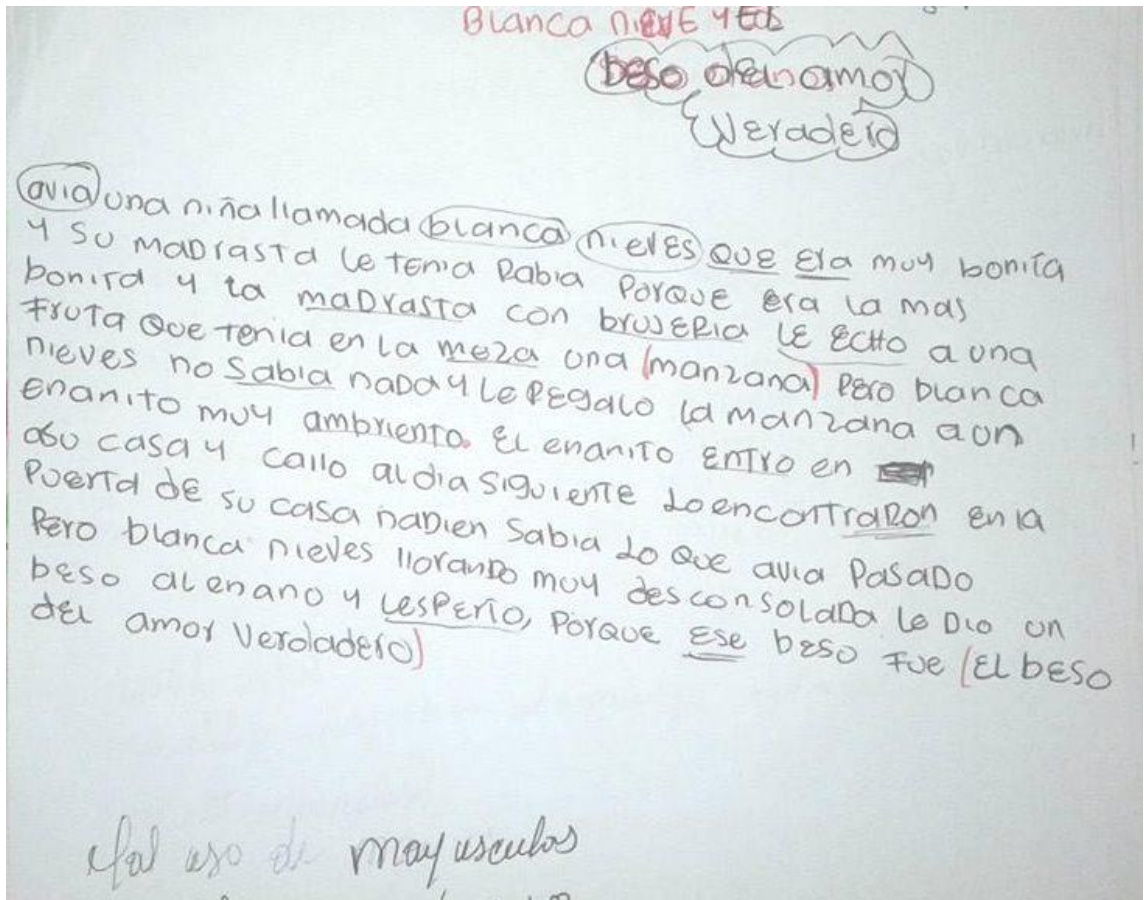 Blanca NiEVE Y EL
beso del amor
Veradero
avia una niña llamada blanca nieves QUE Era muy bonita
y SU MaDrasta le tenia Rabia PorQUE era la mas
bonita y la maDrasta con brujERia LE ECHO a una
Fruta Que tenia en La meza una (manzana) Pero blanca
nieves no Sabia nada y Le REgaLo la manzana a un
enanito muy ambriento. El enanito Entro en
asu casa y callo al dia siguiente Lo encontraRon en la
Puerta dE su casa naDien Sabia Lo Que avia PasaDo
Pero blanca nieves lloranDo muy desconsolaDa Le Dio un
beso al enano y LesPerto, Porque Ese beso Fue (El bESO
del amor Verdadero)
Mal uso de mayusculas